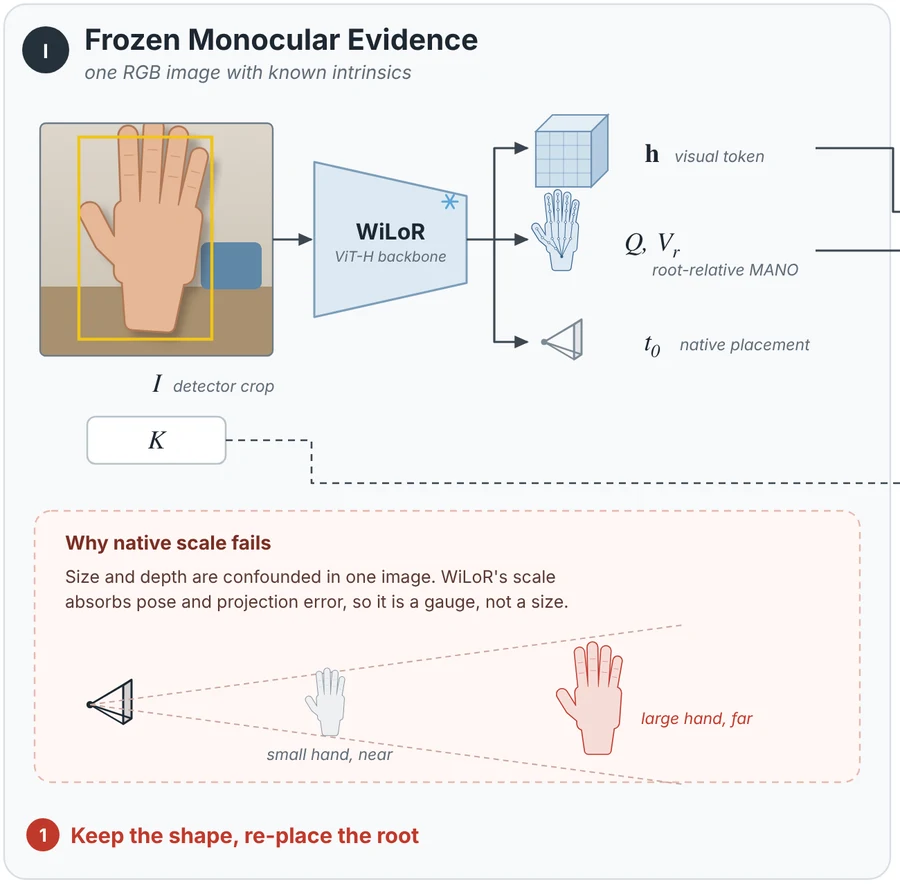 I
Frozen Monocular Evidence
one RGB image with known intrinsics
WiLoR
ViT-H backbone
h visual token
Q, Vr
root-relative MANO
t0 native placement
I detector crop
K
Why native scale fails
Size and depth are confounded in one image. WiLoR's scale
absorbs pose and projection error, so it is a gauge, not a size.
large hand, far
small hand, near
1 Keep the shape, re-place the root